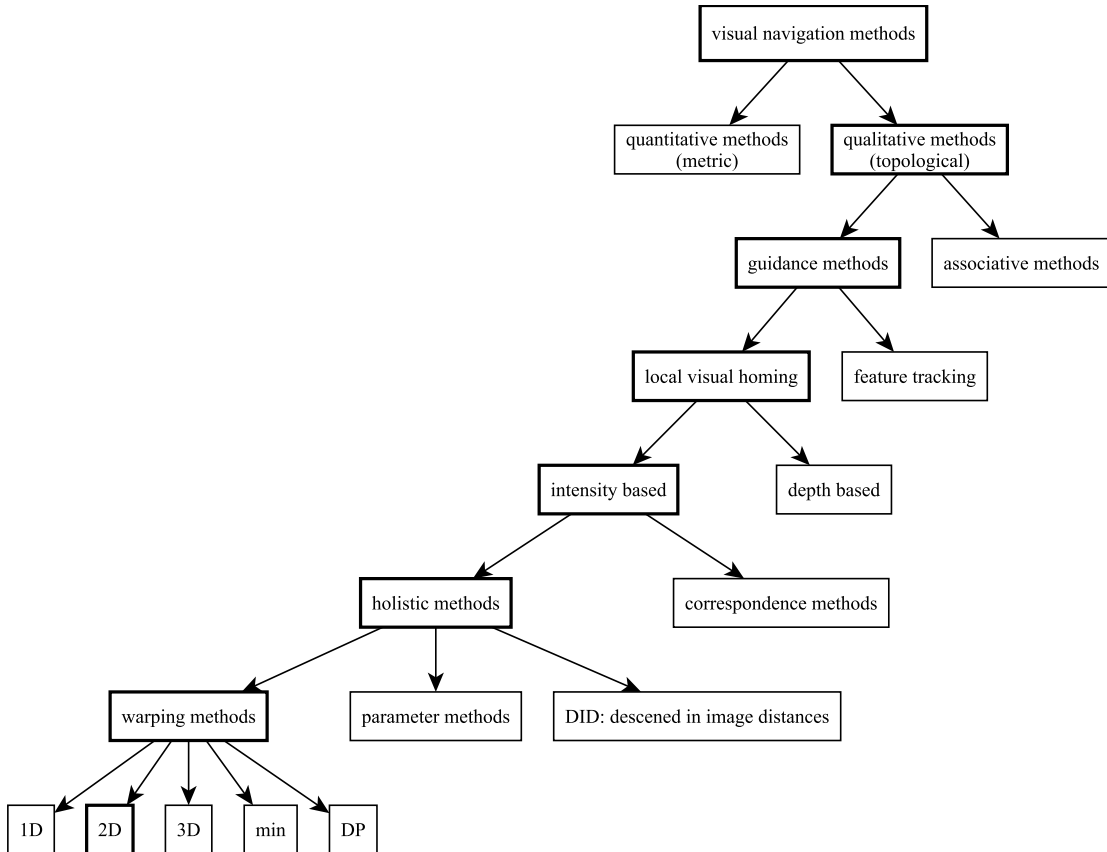 visual navigation methods
quantitative methods
(metric)
qualitative methods
(topological)
guidance methods
associative methods
local visual homing
feature tracking
intensity based
depth based
holistic methods
correspondence methods
warping methods
parameter methods
DID: descened in image distances
1D
2D
3D
min
DP